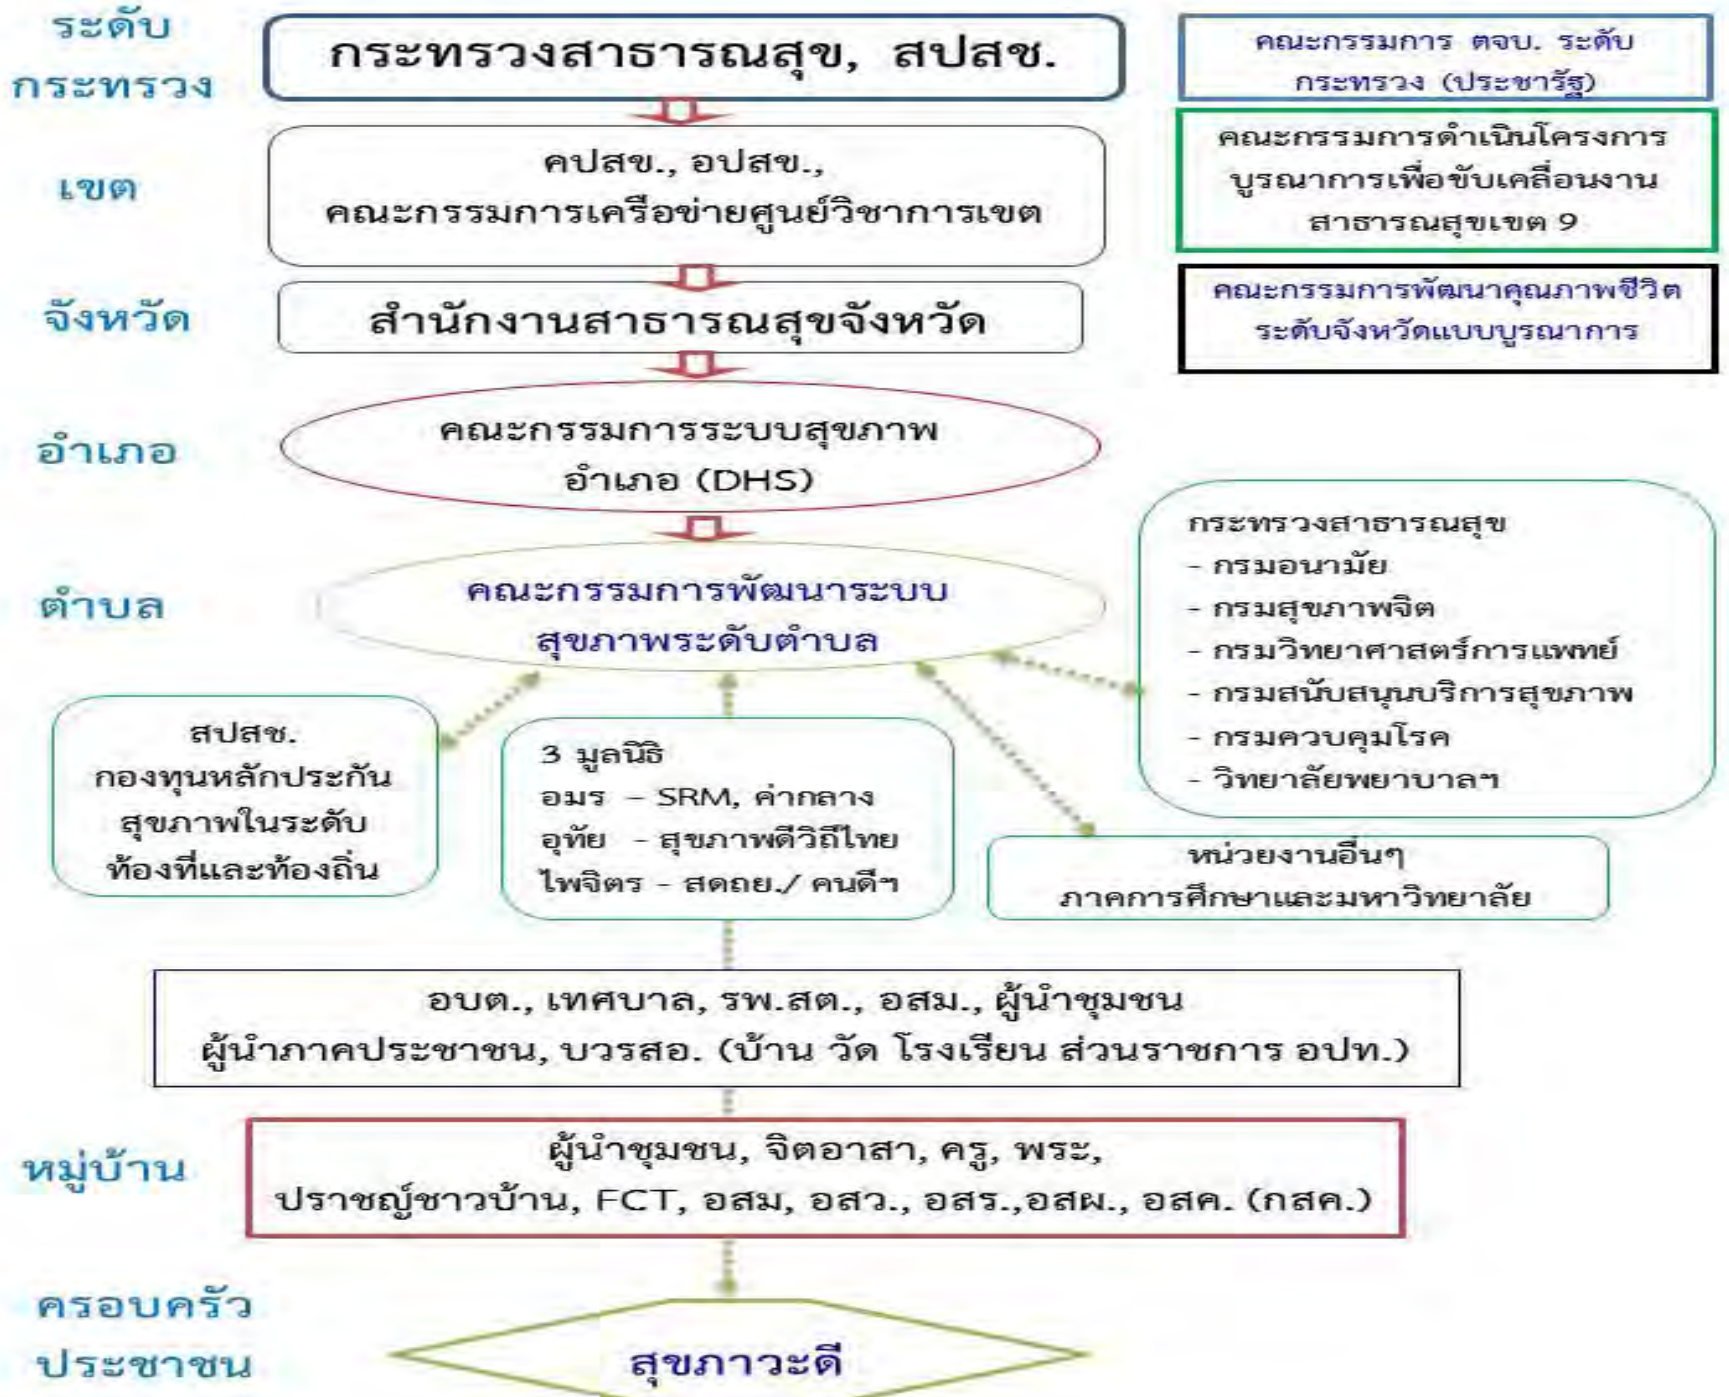 ระดับ
กระทรวง
กระทรวงสาธารณสุข, สปสช.
คณะกรรมการ ตจบ. ระดับ
กระทรวง (ประชารัฐ)
เขต
คปสข., อปสข.,
คณะกรรมการเครือข่ายศูนย์วิชาการเขต
คณะกรรมการดำเนินโครงการ
บูรณาการเพื่อขับเคลื่อนงาน
สาธารณสุขเขต 9
จังหวัด
สำนักงานสาธารณสุขจังหวัด
คณะกรรมการพัฒนาคุณภาพชีวิต
ระดับจังหวัดแบบบูรณาการ
อำเภอ
คณะกรรมการระบบสุขภาพ
อำเภอ (DHS)
ตำบล
คณะกรรมการพัฒนาระบบ
สุขภาพระดับตำบล
กระทรวงสาธารณสุข
- กรมอนามัย
- กรมสุขภาพจิต
- กรมวิทยาศาสตร์การแพทย์
- กรมสนับสนุนบริการสุขภาพ
- กรมควบคุมโรค
- วิทยาลัยพยาบาลฯ
สปสช.
กองทุนหลักประกัน
สุขภาพในระดับ
ท้องที่และท้องถิ่น
3 มูลนิธิ
อมร – SRM, ค่ากลาง
อุทัย - สุขภาพดีวิถีไทย
ไพจิตร - สดถย./ คนดีฯ
หน่วยงานอื่นๆ
ภาคการศึกษาและมหาวิทยาลัย
อบต., เทศบาล, รพ.สต., อสม., ผู้นำชุมชน
ผู้นำภาคประชาชน, บวรสอ. (บ้าน วัด โรงเรียน ส่วนราชการ อปท.)
หมู่บ้าน
ผู้นำชุมชน, จิตอาสา, ครู, พระ,
ปราชญ์ชาวบ้าน, FCT, อสม, อสว., อสร.,อสผ., อสค. (กสค.)
ครอบครัว
ประชาชน
สุขภาวะดี